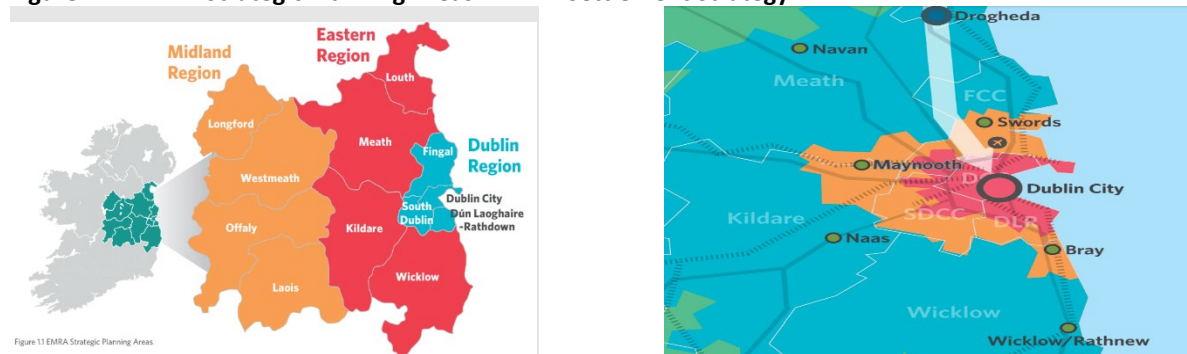 Eastern
Region
Midland
Region
Louth
Longford
Meath
Fingal
Dublin
Region
Westmeath
Dublin City
South
Dublin
Dún Laoghaire
-Rathdown
Offaly
Kildare
Wicklow
Laois
Figure 1.1 EMRA Strategic Planning Areas
Drogheda
Navan
Meath
FCC
Swords
Maynooth
D
Dublin City
SDCC
Kildare
DLR
Naas
Bray
Wicklow
Wicklow/Rathnew